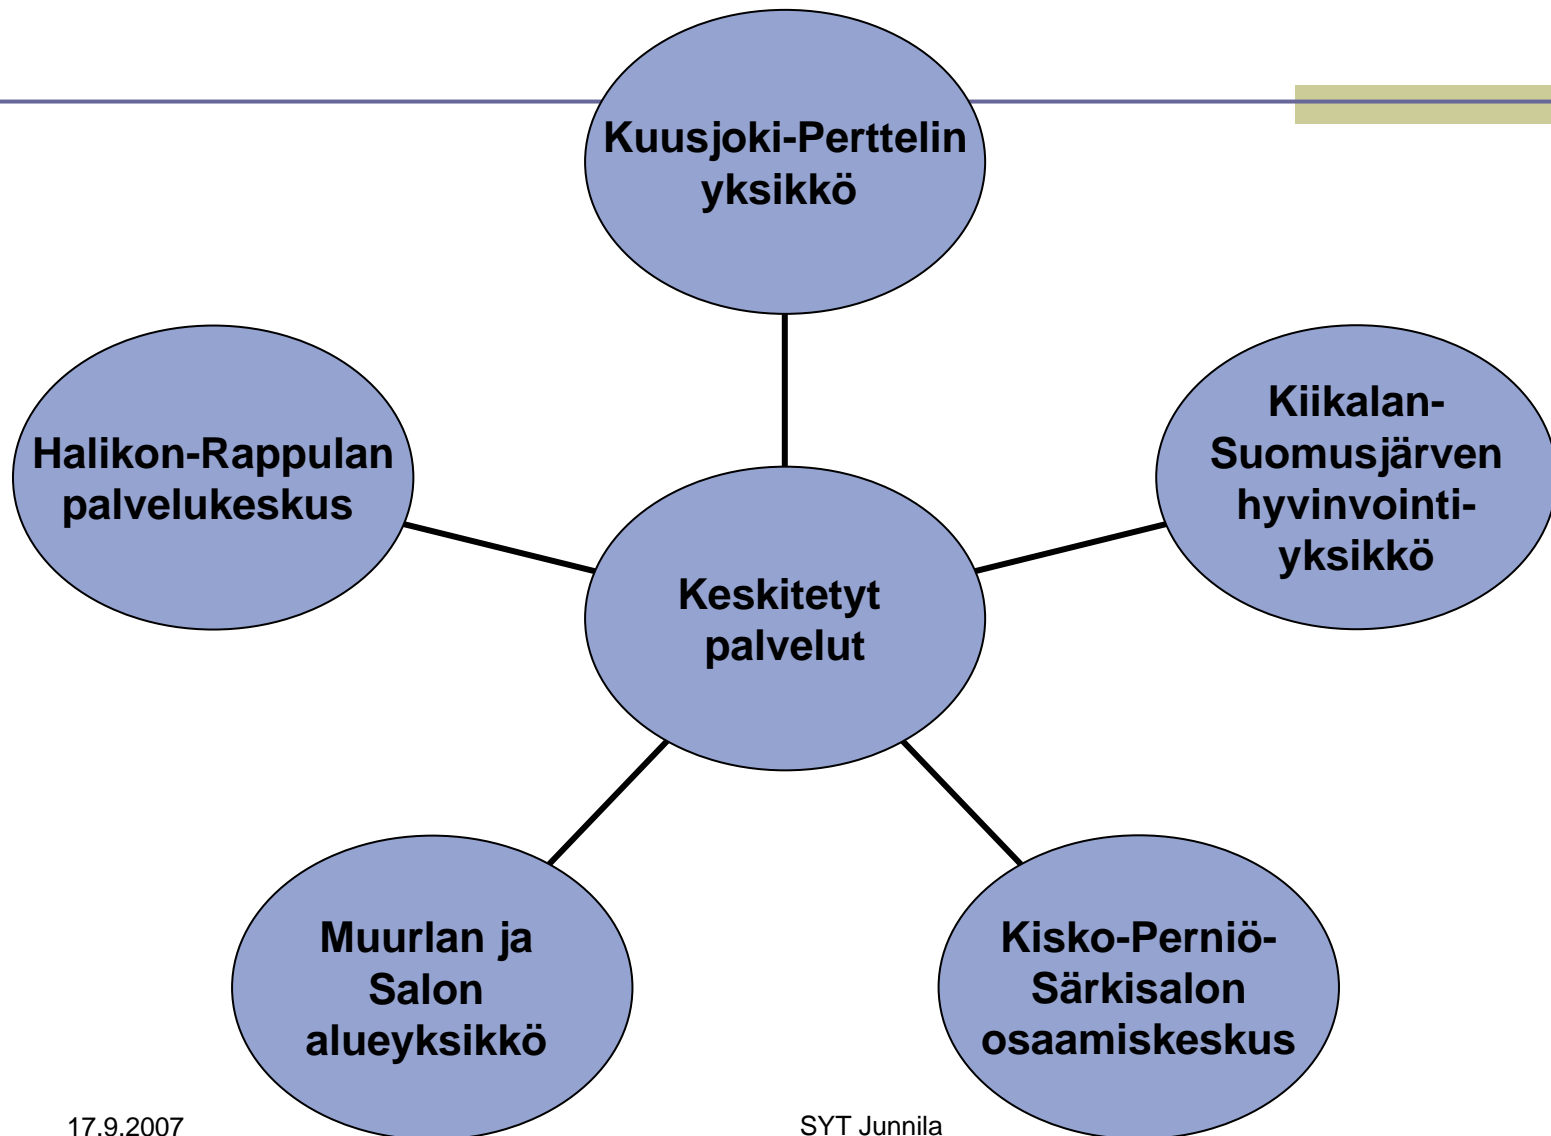 Kuusjoki-Perttelin
yksikkö
Halikon-Rappulan
palvelukeskus
Kiikalan-
Suomusjärven
hyvinvointi-
yksikkö
Keskitetyt
palvelut
Muurlan ja
Salon
alueyksikkö
Kisko-Perniö-
Särkisalon
osaamiskeskus
17.9.2007
SYT Junnila